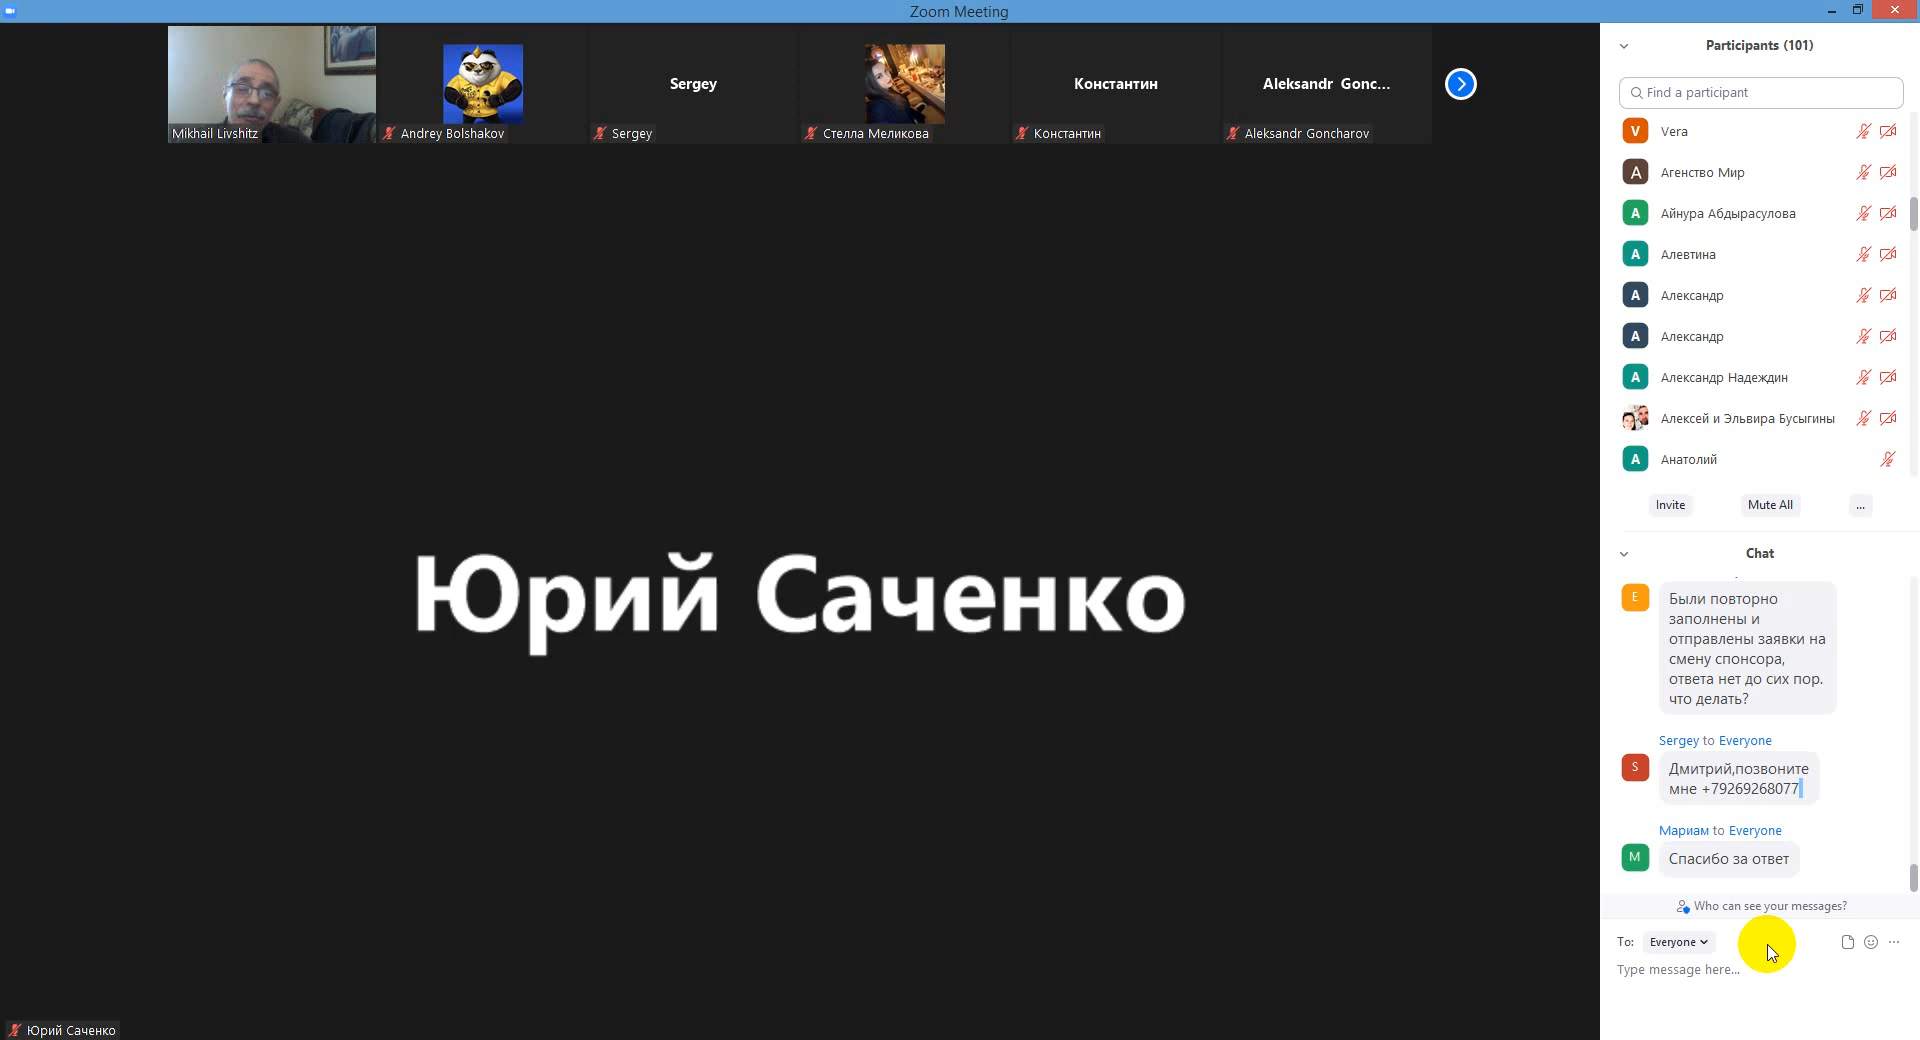 Zoom Meeting
Mikhail Livshitz
Andrey Bolshakov
Sergey
Sergey
Стелла Меликова
Константин
Константин
Aleksandr Gonc...
Aleksandr Goncharov
Юрий Саченко
Юрий Саченко
Participants (101)
Find a participant
V Vera
A Агенство Мир
A Айнура Абдырасулова
A Алевтина
A Александр
A Александр
A Александр Надеждин
Алексей и Эльвира Бусыгины
A Анатолий
Invite Mute All ...
Chat
E
Были повторно
заполнены и
отправлены заявки на
смену спонсора,
ответа нет до сих пор.
что делать?
Sergey to Everyone
S
Дмитрий,позвоните
мне +79269268077
Мариам to Everyone
M
Спасибо за ответ
Who can see your messages?
To: Everyone
Type message here...